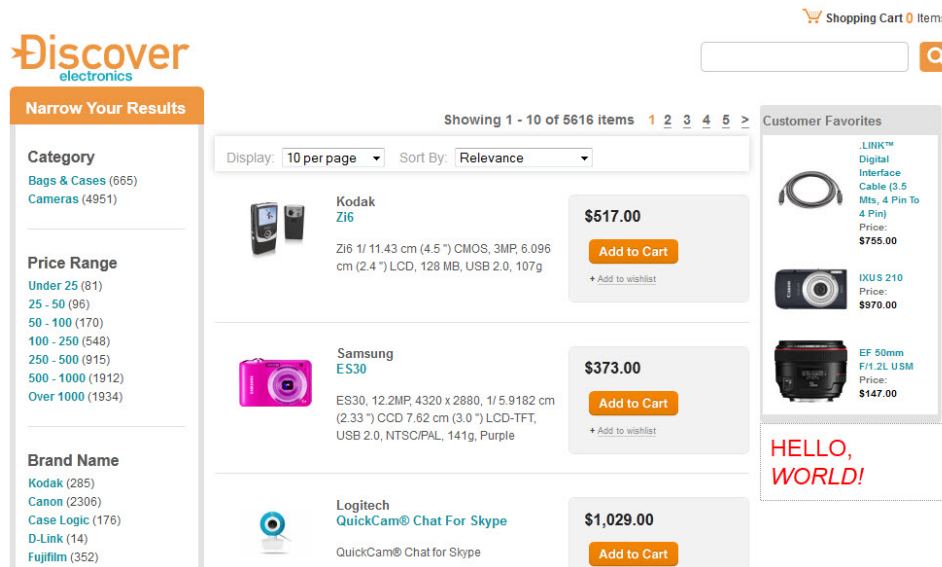 Shopping Cart 0 Items
Discover
electronics
Narrow Your Results
Category
Bags & Cases (665)
Cameras (4951)
Price Range
Under 25 (81)
25 - 50 (96)
50 - 100 (170)
100 - 250 (548)
250 - 500 (915)
500 - 1000 (1912)
Over 1000 (1934)
Brand Name
Kodak (285)
Canon (2306)
Case Logic (176)
D-Link (14)
Fujifilm (352)
Showing 1 - 10 of 5616 items 1 2 3 4 5 >
Display: 10 per page Sort By: Relevance
Kodak
Zi6
Zi6 1/ 11.43 cm (4.5 ") CMOS, 3MP, 6.096
cm (2.4 ") LCD, 128 MB, USB 2.0, 107g
$517.00
Add to Cart
+ Add to wishlist
Samsung
ES30
ES30, 12.2MP, 4320 x 2880, 1/ 5.9182 cm
(2.33 ") CCD 7.62 cm (3.0 ") LCD-TFT,
USB 2.0, NTSC/PAL, 141g, Purple
$373.00
Add to Cart
+ Add to wishlist
Logitech
QuickCam® Chat For Skype
QuickCam® Chat for Skype
$1,029.00
Add to Cart
Customer Favorites
.LINK™
Digital
Interface
Cable (3.5
Mts, 4 Pin To
4 Pin)
Price:
$755.00
IXUS 210
Price:
$970.00
EF 50mm
F/1.2L USM
Price:
$147.00
HELLO,
WORLD!